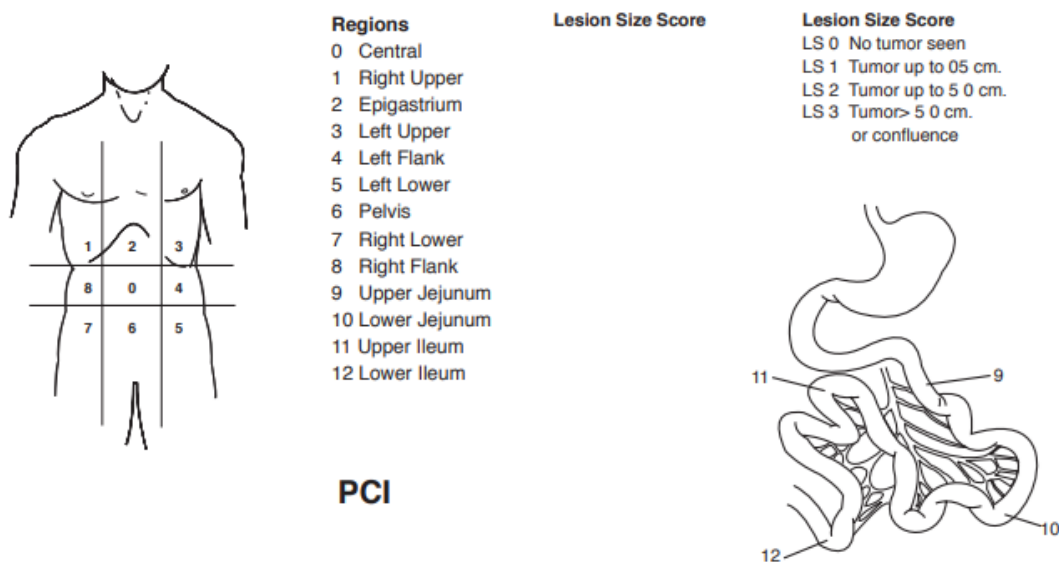 Regions
0 Central
1 Right Upper
2 Epigastrium
3 Left Upper
4 Left Flank
5 Left Lower
6 Pelvis
7 Right Lower
8 Right Flank
9 Upper Jejunum
10 Lower Jejunum
11 Upper Ileum
12 Lower Ileum
Lesion Size Score
Lesion Size Score
LS 0 No tumor seen
LS 1 Tumor up to 05 cm.
LS 2 Tumor up to 5 0 cm.
LS 3 Tumor> 5 0 cm.
or confluence
1 2 3
8 0 4
7 6 5
PCI
11
9
10
12